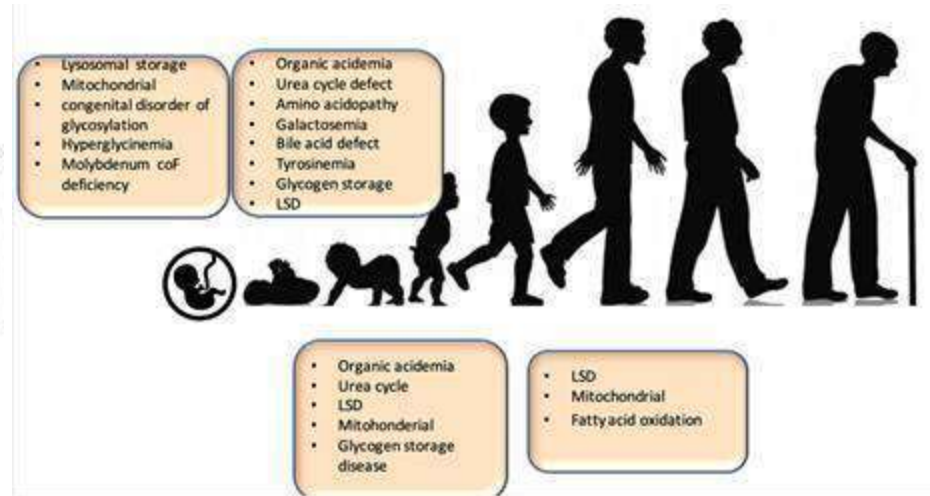 • Lysosomal storage
• Mitochondrial
• congenital disorder of
glycosylation
• Hyperglycinemia
• Molybdenum coF
deficiency
• Organic acidemia
• Urea cycle defect
• Amino acidopathy
• Galactosemia
• Bile acid defect
• Tyrosinemia
• Glycogen storage
• LSD
• Organic acidemia
• Urea cycle
• LSD
• Mitohonderial
• Glycogen storage
disease
• LSD
• Mitochondrial
• Fatty acid oxidation